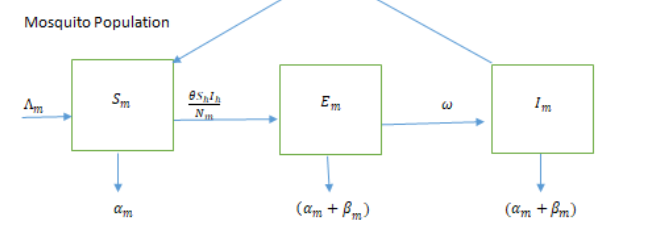 Mosquito Population
Λₘ
Sₘ
θSₕIₕ
Nₘ
Eₘ
ω
Iₘ
αₘ
(αₘ + βₘ)
(αₘ + βₘ)